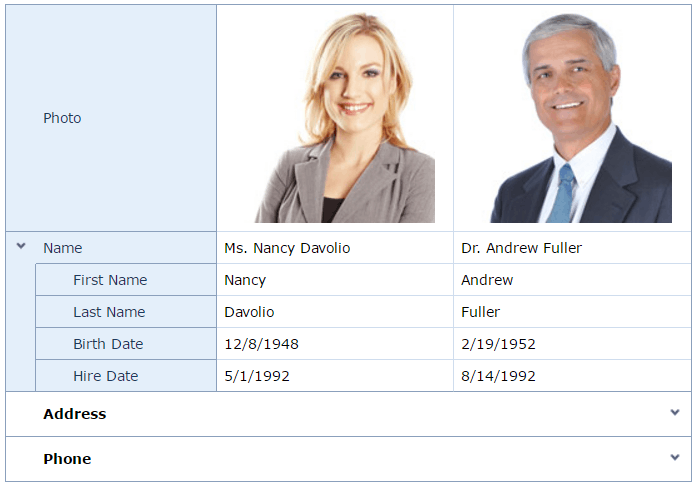 Photo
Name Ms. Nancy Davolio Dr. Andrew Fuller
First Name Nancy Andrew
Last Name Davolio Fuller
Birth Date 12/8/1948 2/19/1952
Hire Date 5/1/1992 8/14/1992
Address
Phone